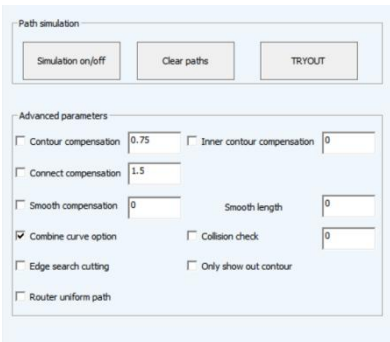 Path simulation
Simulation on/off Clear paths TRYOUT
Advanced parameters
Contour compensation 0.75 Inner contour compensation 0
Connect compensation 1.5
Smooth compensation 0 Smooth length 0
Combine curve option Collision check 0
Edge search cutting Only show out contour
Router uniform path